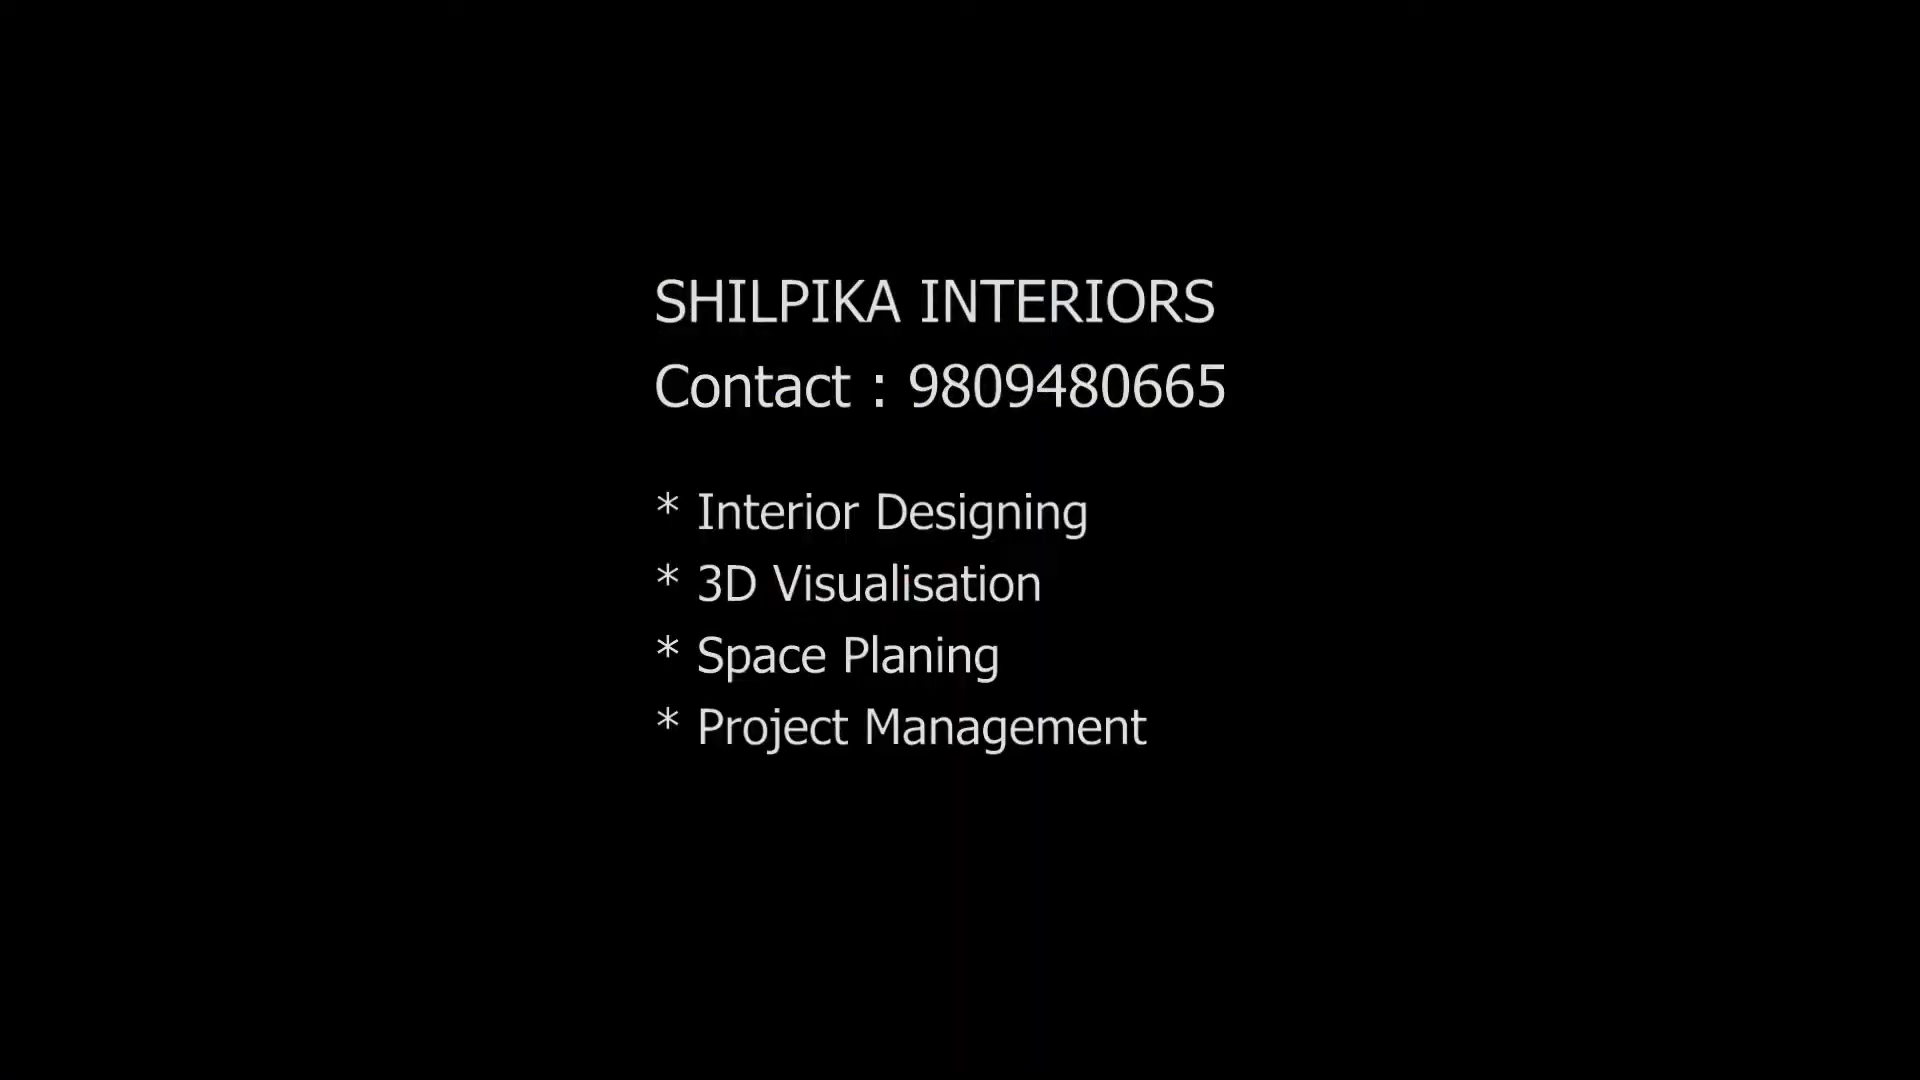 SHILPIKA INTERIORS
Contact : 9809480665
* Interior Designing
* 3D Visualisation
* Space Planing
* Project Management